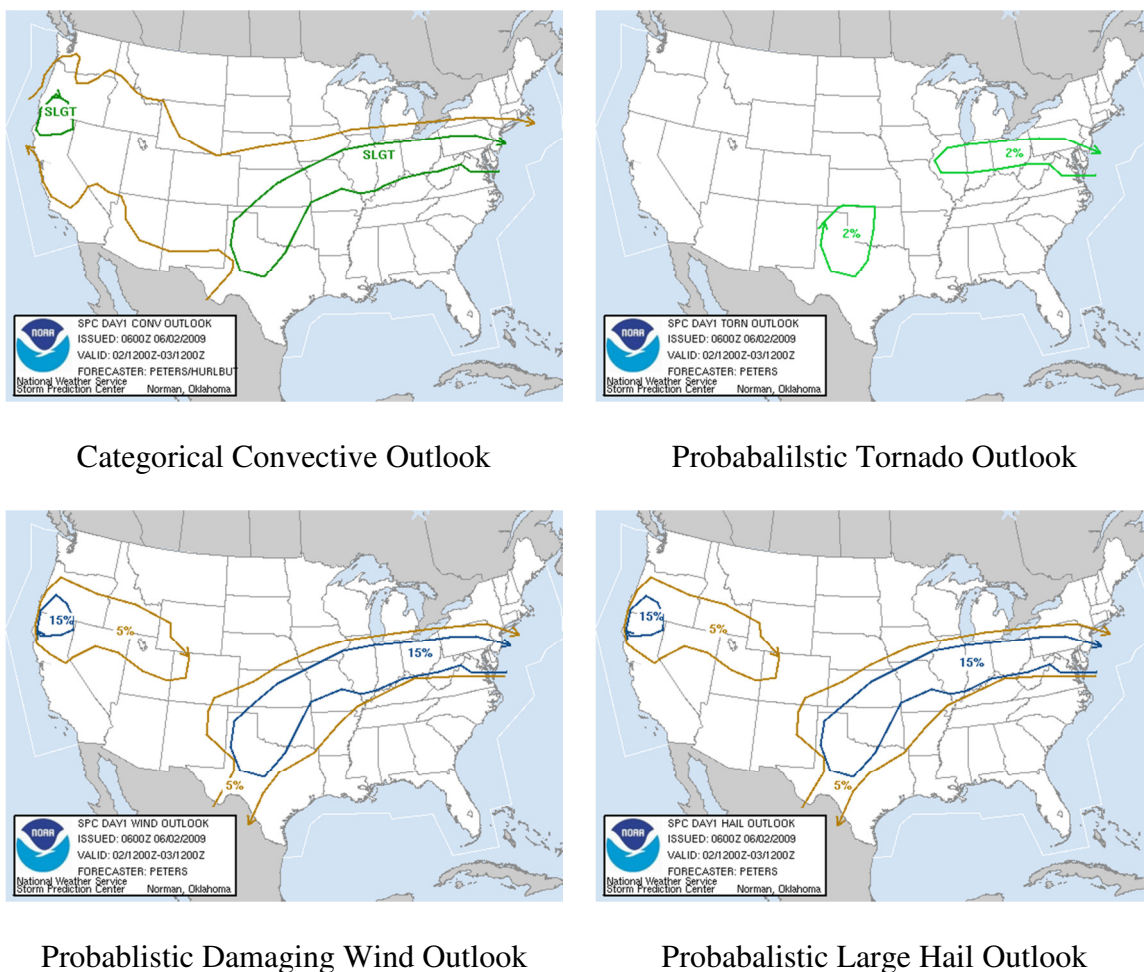 SLGT
SLGT
NOAA
SPC DAY1 CONV OUTLOOK
ISSUED: 0600Z 06/02/2009
VALID: 02/1200Z-03/1200Z
FORECASTER: PETERS/HURLBUT
National Weather Service
Storm Prediction Center Norman, Oklahoma
Categorical Convective Outlook
2%
2%
NOAA
SPC DAY1 TORN OUTLOOK
ISSUED: 0600Z 06/02/2009
VALID: 02/1200Z-03/1200Z
FORECASTER: PETERS
National Weather Service
Storm Prediction Center Norman, Oklahoma
Probabalilstic Tornado Outlook
15%
5%
15%
5%
NOAA
SPC DAY1 WIND OUTLOOK
ISSUED: 0600Z 06/02/2009
VALID: 02/1200Z-03/1200Z
FORECASTER: PETERS
National Weather Service
Storm Prediction Center Norman, Oklahoma
Probablistic Damaging Wind Outlook
15%
5%
15%
5%
NOAA
SPC DAY1 HAIL OUTLOOK
ISSUED: 0600Z 06/02/2009
VALID: 02/1200Z-03/1200Z
FORECASTER: PETERS
National Weather Service
Storm Prediction Center Norman, Oklahoma
Probabalistic Large Hail Outlook